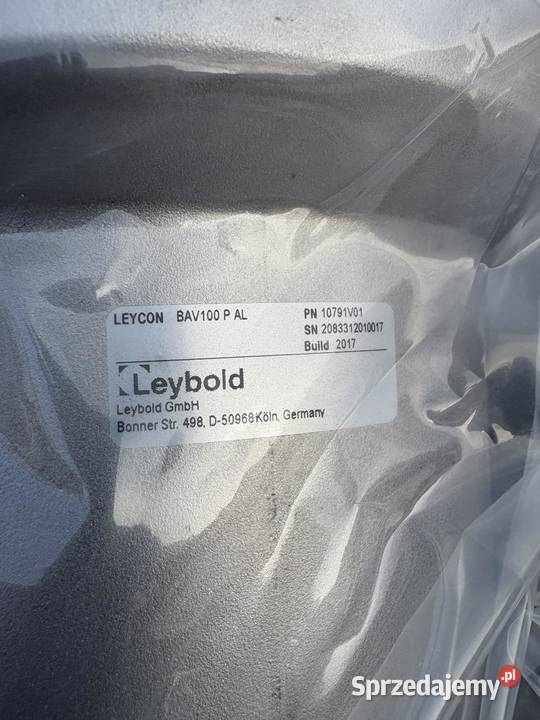 LEYCON BAV100 P AL PN 10791V01
SN 2083312010017
Build 2017
Leybold
Leybold GmbH
Bonner Str. 498, D-50968 Köln, Germany
Sprzedajemy.pl